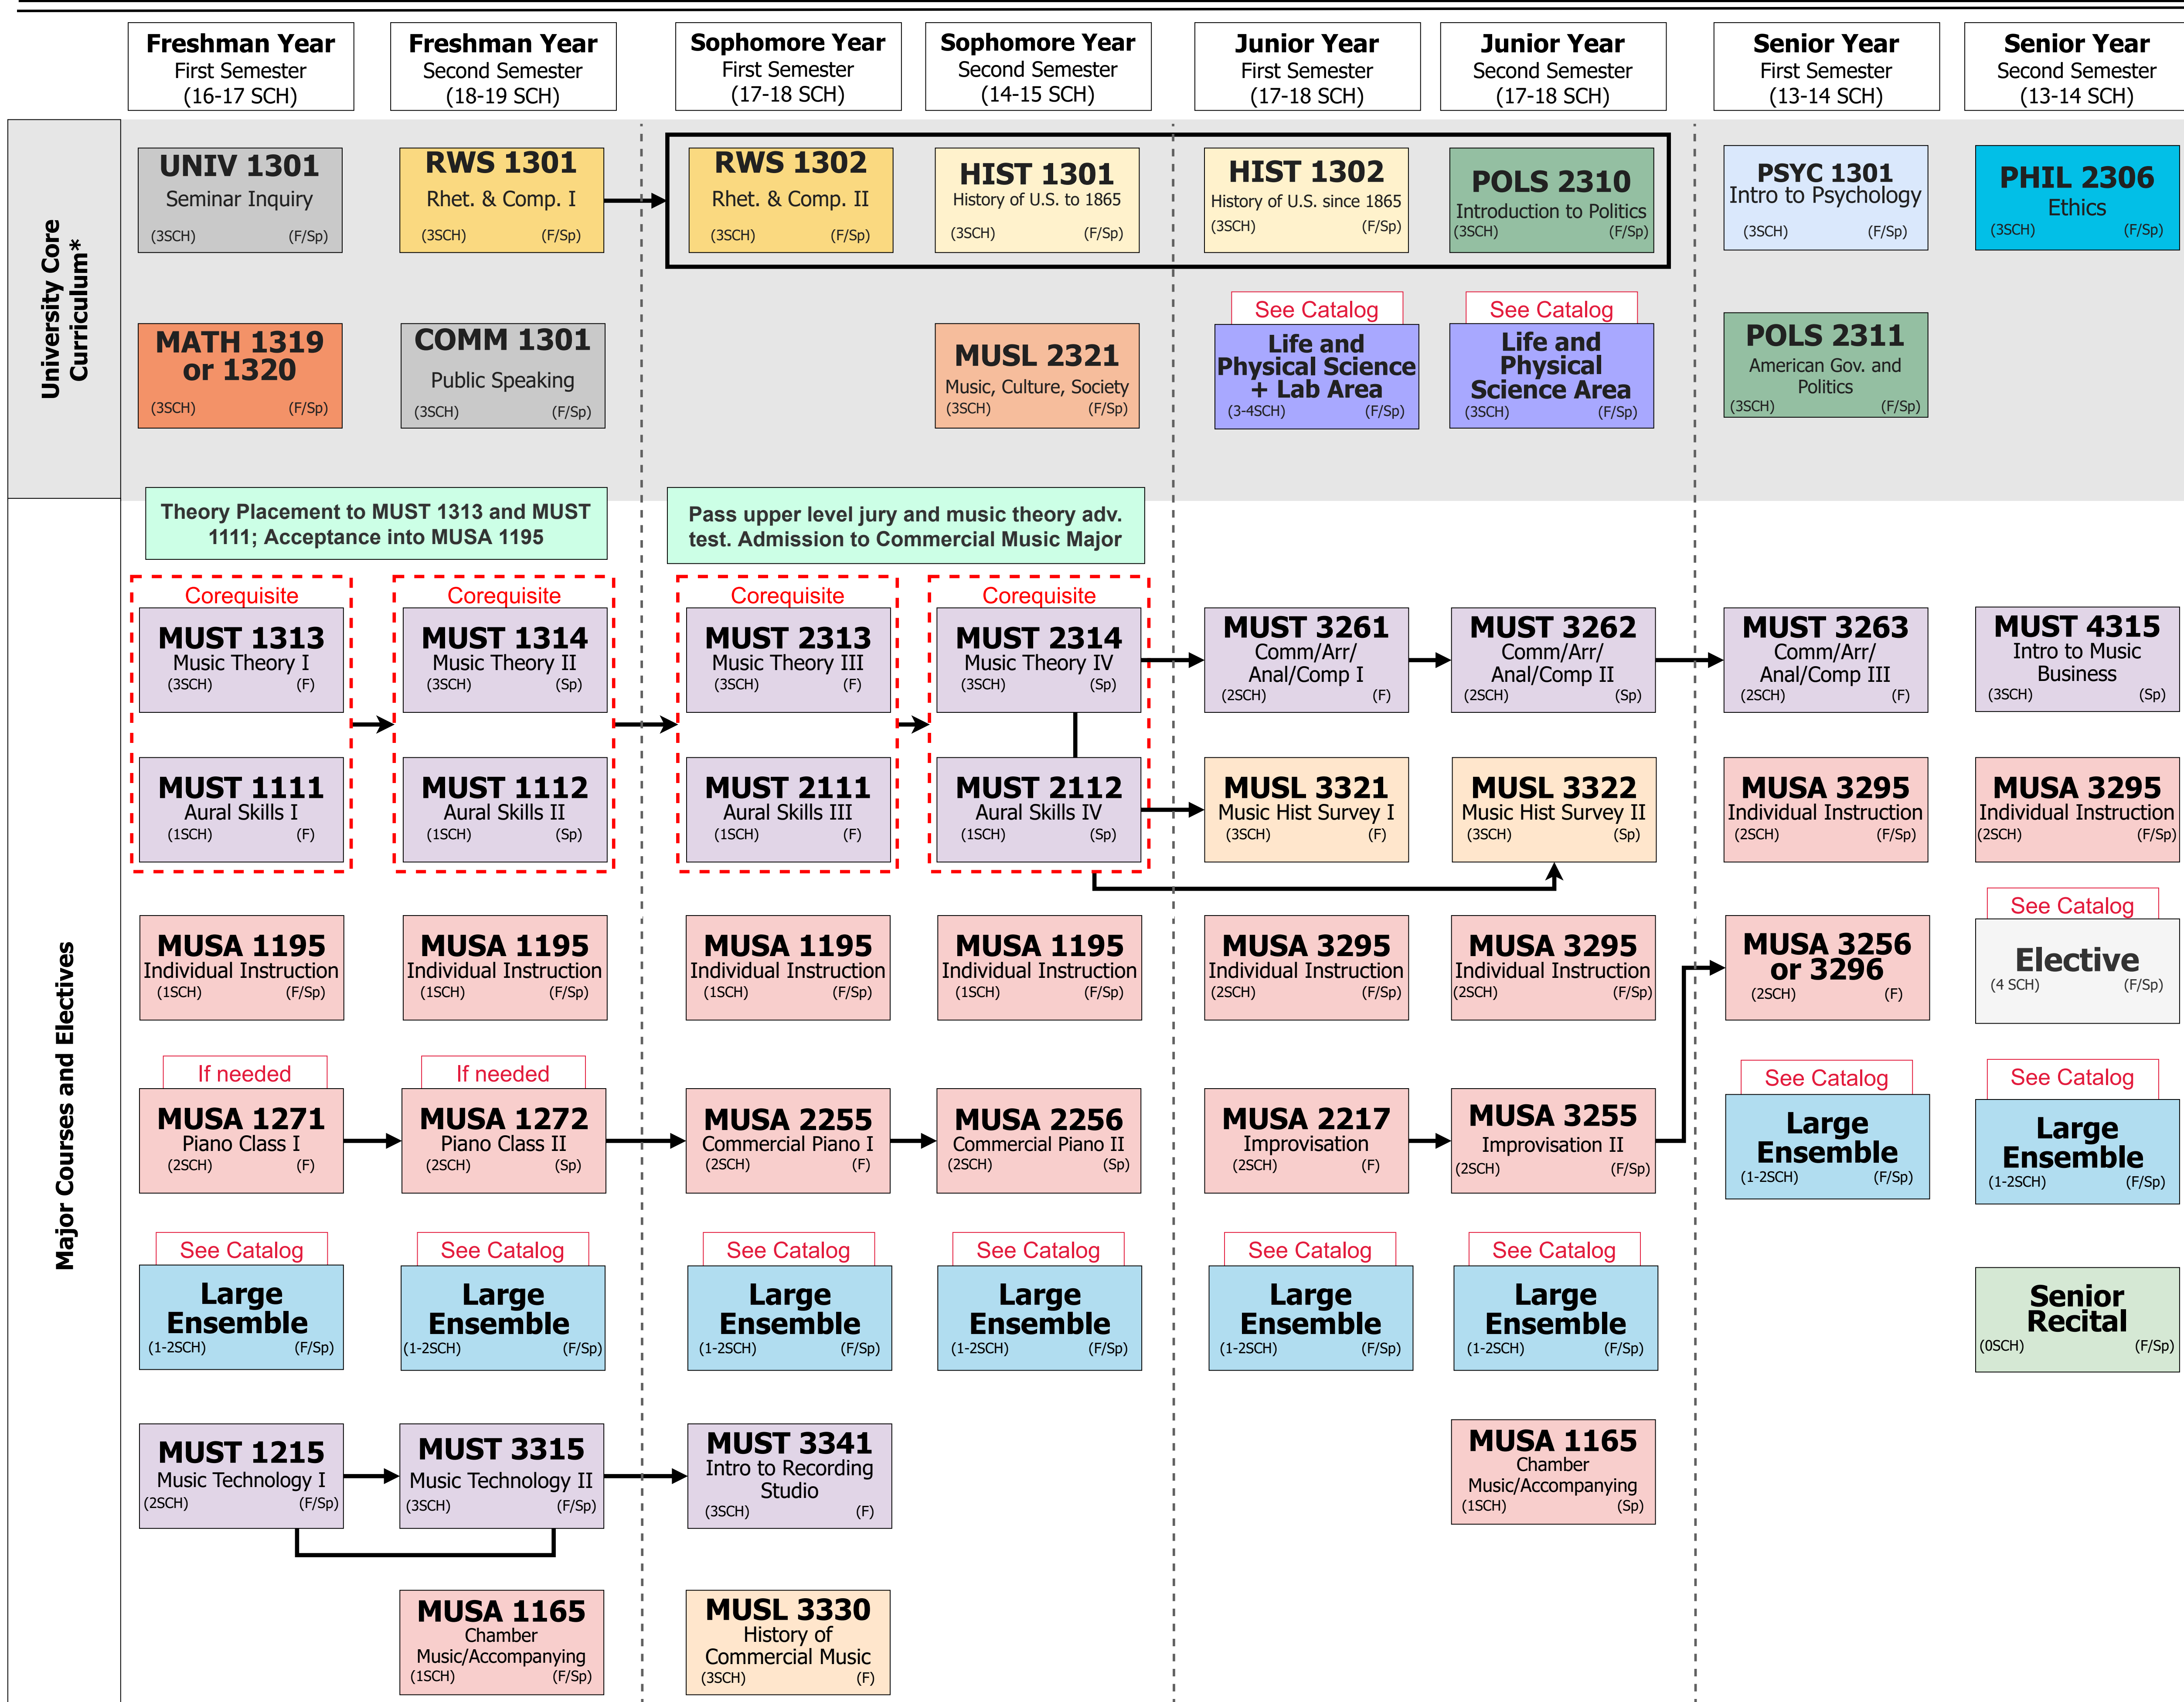 Freshman Year
First Semester
(16-17 SCH)
Freshman Year
Second Semester
(18-19 SCH)
Sophomore Year
First Semester
(17-18 SCH)
Sophomore Year
Second Semester
(14-15 SCH)
Junior Year
First Semester
(17-18 SCH)
Junior Year
Second Semester
(17-18 SCH)
Senior Year
First Semester
(13-14 SCH)
Senior Year
Second Semester
(13-14 SCH)
University Core
Curriculum*
UNIV 1301
Seminar Inquiry
(3SCH) (F/Sp)
RWS 1301
Rhet. & Comp. I
(3SCH) (F/Sp)
RWS 1302
Rhet. & Comp. II
(3SCH) (F/Sp)
HIST 1301
History of U.S. to 1865
(3SCH) (F/Sp)
HIST 1302
History of U.S. since 1865
(3SCH) (F/Sp)
POLS 2310
Introduction to Politics
(3SCH) (F/Sp)
PSYC 1301
Intro to Psychology
(3SCH) (F/Sp)
PHIL 2306
Ethics
(3SCH) (F/Sp)
MATH 1319
or 1320
(3SCH) (F/Sp)
COMM 1301
Public Speaking
(3SCH) (F/Sp)
MUSL 2321
Music, Culture, Society
(3SCH) (F/Sp)
See Catalog
Life and
Physical Science
+ Lab Area
(3-4SCH) (F/Sp)
See Catalog
Life and
Physical
Science Area
(3SCH) (F/Sp)
POLS 2311
American Gov. and
Politics
(3SCH) (F/Sp)
Major Courses and Electives
Theory Placement to MUST 1313 and MUST
1111; Acceptance into MUSA 1195
Pass upper level jury and music theory adv.
test. Admission to Commercial Music Major
Corequisite
MUST 1313
Music Theory I
(3SCH) (F)
Corequisite
MUST 1314
Music Theory II
(3SCH) (Sp)
Corequisite
MUST 2313
Music Theory III
(3SCH) (F)
Corequisite
MUST 2314
Music Theory IV
(3SCH) (Sp)
MUST 3261
Comm/Arr/
Anal/Comp I
(2SCH) (F)
MUST 3262
Comm/Arr/
Anal/Comp II
(2SCH) (Sp)
MUST 3263
Comm/Arr/
Anal/Comp III
(2SCH) (F)
MUST 4315
Intro to Music
Business
(3SCH) (Sp)
MUST 1111
Aural Skills I
(1SCH) (F)
MUST 1112
Aural Skills II
(1SCH) (Sp)
MUST 2111
Aural Skills III
(1SCH) (F)
MUST 2112
Aural Skills IV
(1SCH) (Sp)
MUSL 3321
Music Hist Survey I
(3SCH) (F)
MUSL 3322
Music Hist Survey II
(3SCH) (Sp)
MUSA 3295
Individual Instruction
(2SCH) (F/Sp)
MUSA 3295
Individual Instruction
(2SCH) (F/Sp)
MUSA 1195
Individual Instruction
(1SCH) (F/Sp)
MUSA 1195
Individual Instruction
(1SCH) (F/Sp)
MUSA 1195
Individual Instruction
(1SCH) (F/Sp)
MUSA 1195
Individual Instruction
(1SCH) (F/Sp)
MUSA 3295
Individual Instruction
(2SCH) (F/Sp)
MUSA 3295
Individual Instruction
(2SCH) (F/Sp)
MUSA 3256
or 3296
(2SCH) (F)
See Catalog
Elective
(4 SCH) (F/Sp)
If needed
MUSA 1271
Piano Class I
(2SCH) (F)
If needed
MUSA 1272
Piano Class II
(2SCH) (Sp)
MUSA 2255
Commercial Piano I
(2SCH) (F)
MUSA 2256
Commercial Piano II
(2SCH) (Sp)
MUSA 2217
Improvisation
(2SCH) (F)
MUSA 3255
Improvisation II
(2SCH) (F/Sp)
See Catalog
Large
Ensemble
(1-2SCH) (F/Sp)
See Catalog
Large
Ensemble
(1-2SCH) (F/Sp)
See Catalog
Large
Ensemble
(1-2SCH) (F/Sp)
See Catalog
Large
Ensemble
(1-2SCH) (F/Sp)
See Catalog
Large
Ensemble
(1-2SCH) (F/Sp)
See Catalog
Large
Ensemble
(1-2SCH) (F/Sp)
See Catalog
Large
Ensemble
(1-2SCH) (F/Sp)
See Catalog
Large
Ensemble
(1-2SCH) (F/Sp)
Senior
Recital
(0SCH) (F/Sp)
MUST 1215
Music Technology I
(2SCH) (F/Sp)
MUST 3315
Music Technology II
(3SCH) (F/Sp)
MUST 3341
Intro to Recording
Studio
(3SCH) (F)
MUSA 1165
Chamber
Music/Accompanying
(1SCH) (Sp)
MUSA 1165
Chamber
Music/Accompanying
(1SCH) (F/Sp)
MUSL 3330
History of
Commercial Music
(3SCH) (F)